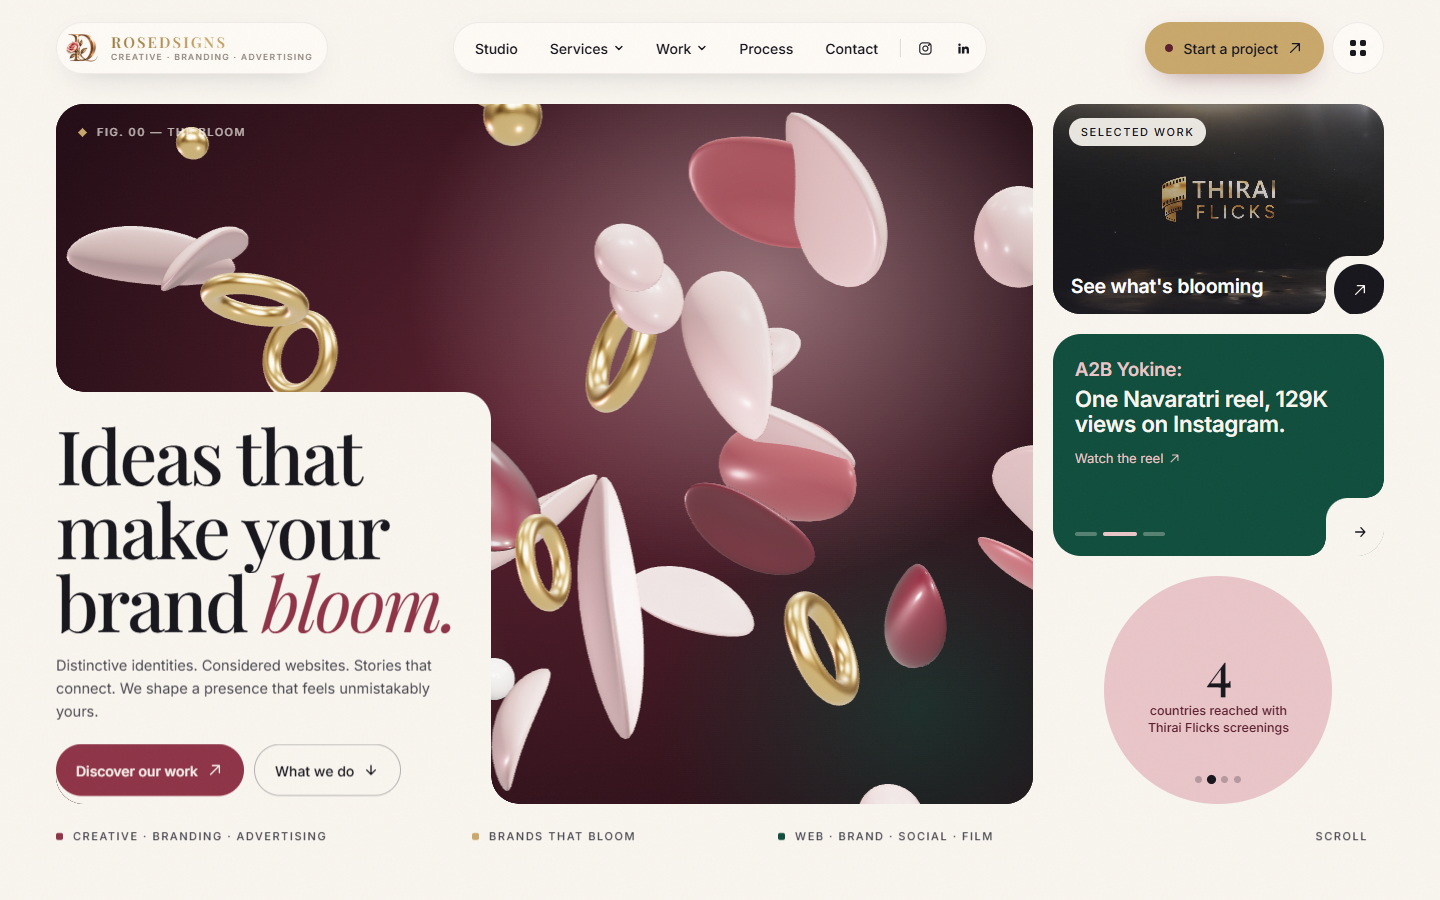 ROSEDSIGNS
CREATIVE · BRANDING · ADVERTISING
Studio
Services
Work
Process
Contact
Start a project
FIG. 00 — THE BLOOM
SELECTED WORK
THIRAI
FLICKS
See what's blooming
A2B Yokine:
One Navaratri reel, 129K
views on Instagram.
Watch the reel
Ideas that
make your
brand bloom.
Distinctive identities. Considered websites. Stories that
connect. We shape a presence that feels unmistakably
yours.
Discover our work
What we do
4
countries reached with
Thirai Flicks screenings
CREATIVE · BRANDING · ADVERTISING
BRANDS THAT BLOOM
WEB · BRAND · SOCIAL · FILM
SCROLL